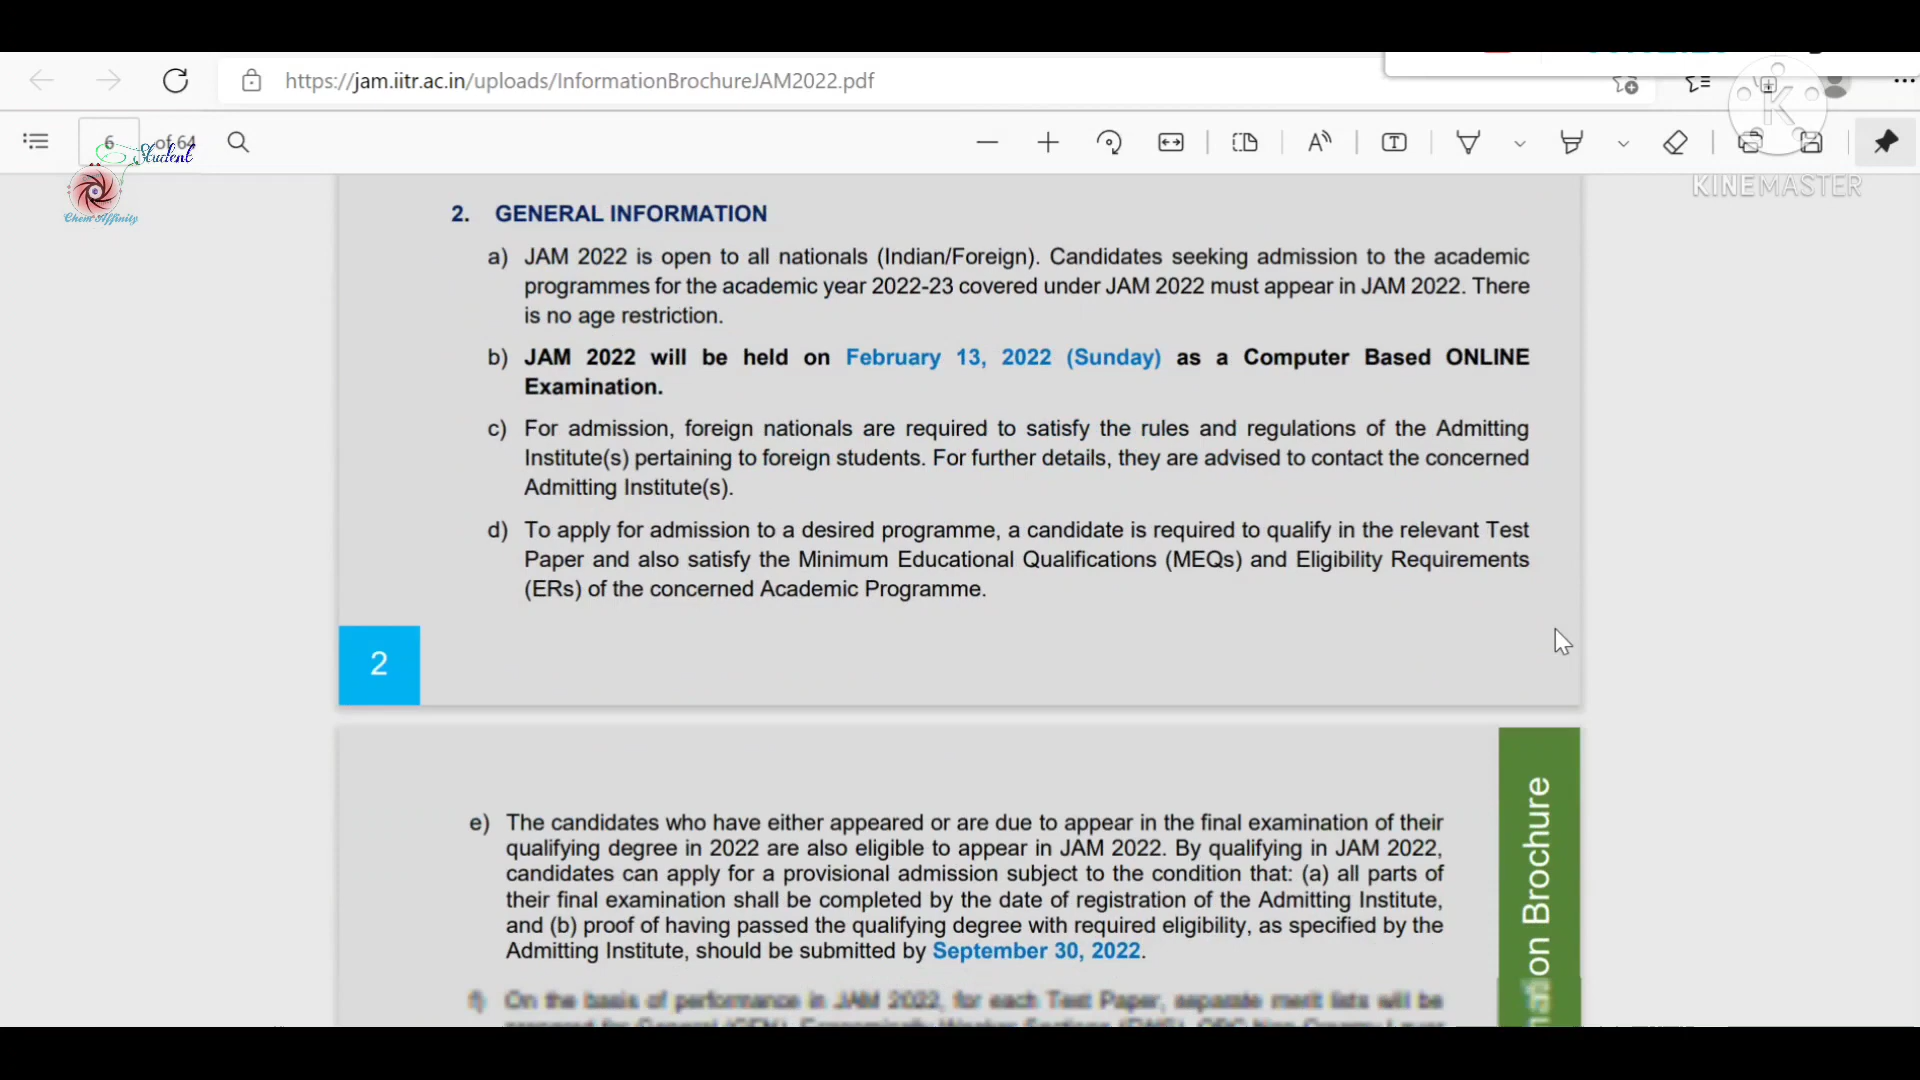 https://jam.iitr.ac.in/uploads/InformationBrochureJAM2022.pdf
6 of 64
Student
Chem Affinity
KINEMASTER
2. GENERAL INFORMATION
a) JAM 2022 is open to all nationals (Indian/Foreign). Candidates seeking admission to the academic
programmes for the academic year 2022-23 covered under JAM 2022 must appear in JAM 2022. There
is no age restriction.
b) JAM 2022 will be held on February 13, 2022 (Sunday) as a Computer Based ONLINE
Examination.
c) For admission, foreign nationals are required to satisfy the rules and regulations of the Admitting
Institute(s) pertaining to foreign students. For further details, they are advised to contact the concerned
Admitting Institute(s).
d) To apply for admission to a desired programme, a candidate is required to qualify in the relevant Test
Paper and also satisfy the Minimum Educational Qualifications (MEQs) and Eligibility Requirements
(ERs) of the concerned Academic Programme.
2
e) The candidates who have either appeared or are due to appear in the final examination of their
qualifying degree in 2022 are also eligible to appear in JAM 2022. By qualifying in JAM 2022,
candidates can apply for a provisional admission subject to the condition that: (a) all parts of
their final examination shall be completed by the date of registration of the Admitting Institute,
and (b) proof of having passed the qualifying degree with required eligibility, as specified by the
Admitting Institute, should be submitted by September 30, 2022.
f) On the basis of performance in JAM 2022, for each Test Paper, separate merit lists will be
Brochure